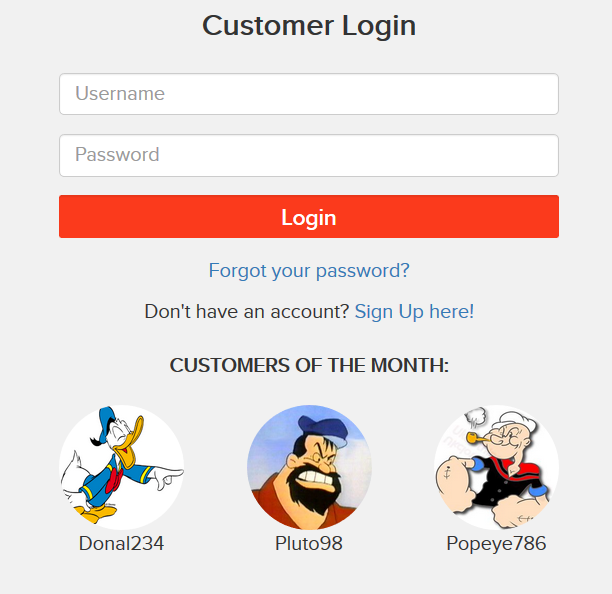 Customer Login
Username
Password
Login
Forgot your password?
Don't have an account? Sign Up here!
CUSTOMERS OF THE MONTH:
Donal234 Pluto98 Popeye786